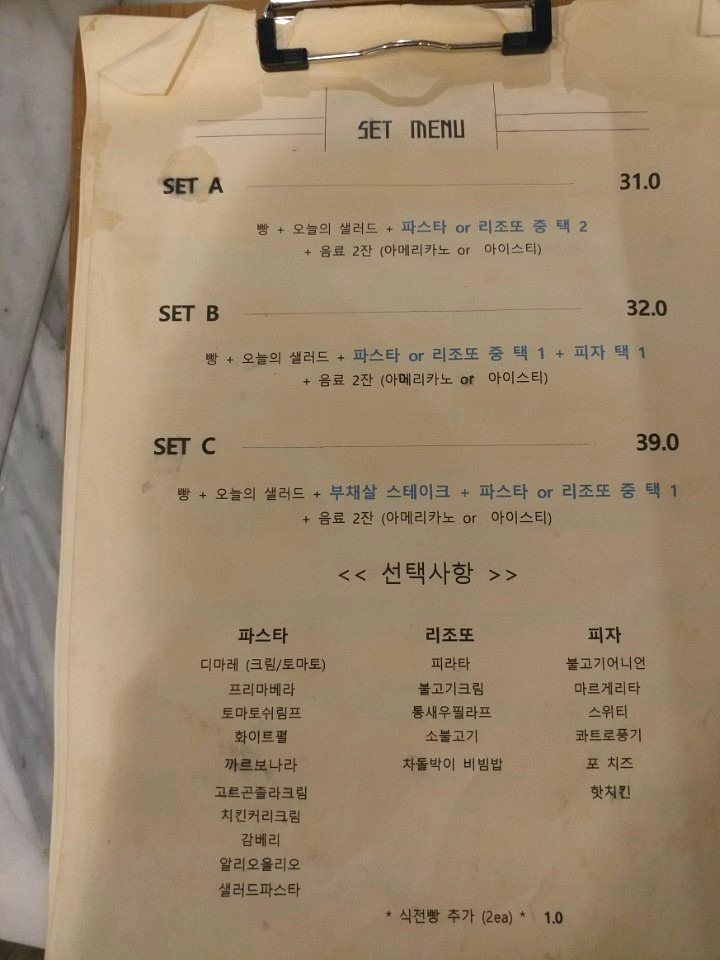 SET MENU
SET A 31.0
빵 + 오늘의 샐러드 + 파스타 or 리조또 중 택 2
+ 음료 2잔 (아메리카노 or 아이스티)
SET B 32.0
빵 + 오늘의 샐러드 + 파스타 or 리조또 중 택 1 + 피자 택 1
+ 음료 2잔 (아메리카노 or 아이스티)
SET C 39.0
빵 + 오늘의 샐러드 + 부채살 스테이크 + 파스타 or 리조또 중 택 1
+ 음료 2잔 (아메리카노 or 아이스티)
<< 선택사항 >>
파스타 리조또 피자
디마레 (크림/토마토) 피라타 불고기어니언
프리마베라 불고기크림 마르게리타
토마토쉬림프 통새우필라프 스위티
화이트펄 소불고기 콰트로풍기
까르보나라 차돌박이 비빔밥 포 치즈
고르곤졸라크림 핫치킨
치킨커리크림
감베리
알리오올리오
샐러드파스타
* 식전빵 추가 (2ea) * 1.0